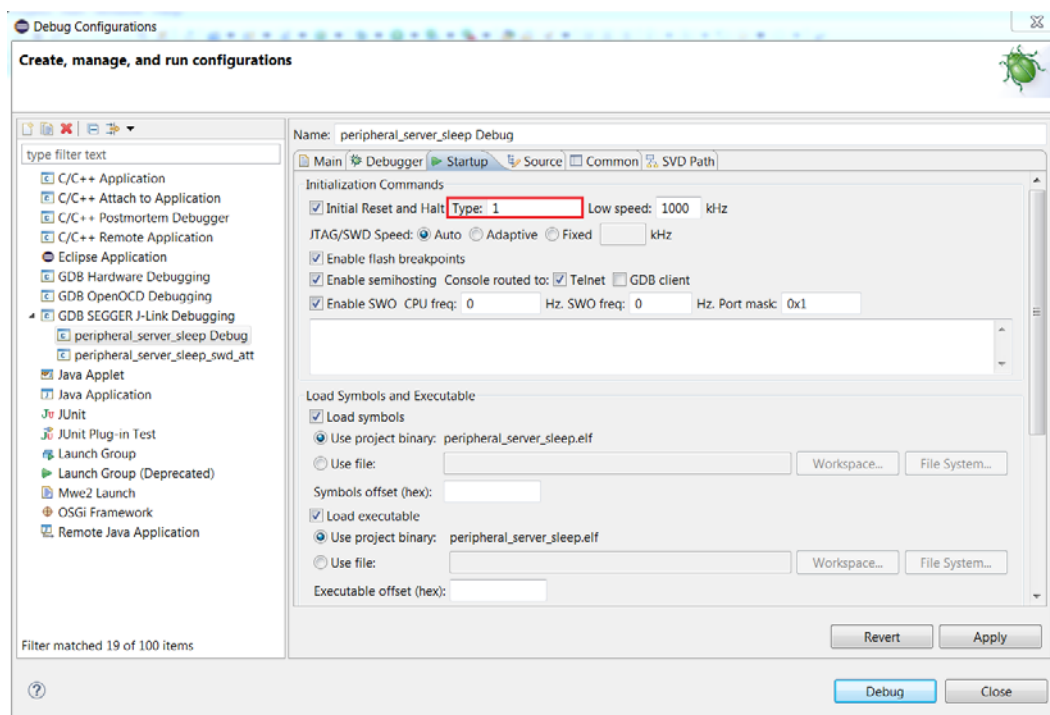 Debug Configurations
Create, manage, and run configurations
type filter text
C/C++ Application
C/C++ Attach to Application
C/C++ Postmortem Debugger
C/C++ Remote Application
Eclipse Application
GDB Hardware Debugging
GDB OpenOCD Debugging
GDB SEGGER J-Link Debugging
peripheral_server_sleep Debug
peripheral_server_sleep_swd_att
Java Applet
Java Application
Ju JUnit
JUnit Plug-in Test
Launch Group
Launch Group (Deprecated)
Mwe2 Launch
OSGi Framework
Remote Java Application
Filter matched 19 of 100 items
Name: peripheral_server_sleep Debug
Main Debugger Startup Source Common SVD Path
Initialization Commands
Initial Reset and Halt Type: 1 Low speed: 1000 kHz
JTAG/SWD Speed: Auto Adaptive Fixed kHz
Enable flash breakpoints
Enable semihosting Console routed to: Telnet GDB client
Enable SWO CPU freq: 0 Hz. SWO freq: 0 Hz. Port mask: 0x1
Load Symbols and Executable
Load symbols
Use project binary: peripheral_server_sleep.elf
Use file: Workspace... File System...
Symbols offset (hex):
Load executable
Use project binary: peripheral_server_sleep.elf
Use file: Workspace... File System...
Executable offset (hex):
Revert Apply
? Debug Close